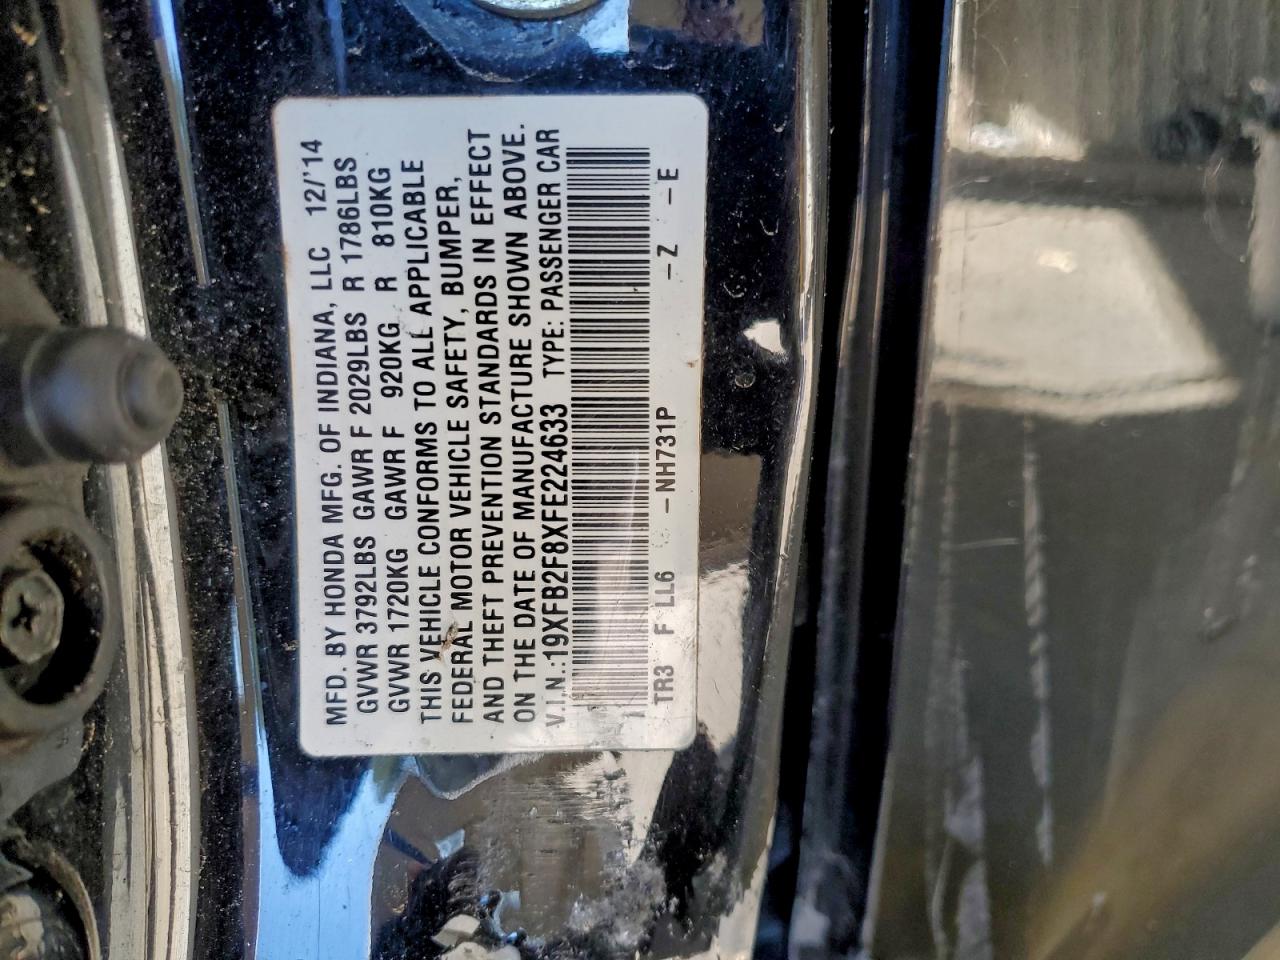 MFD. BY HONDA MFG. OF INDIANA, LLC 12/'14
GVWR 3792LBS GAWR F 2029LBS R 1786LBS
GVWR 1720KG GAWR F 920KG R 810KG
THIS VEHICLE CONFORMS TO ALL APPLICABLE
FEDERAL MOTOR VEHICLE SAFETY, BUMPER,
AND THEFT PREVENTION STANDARDS IN EFFECT
ON THE DATE OF MANUFACTURE SHOWN ABOVE.
V.I.N.:19XFB2F8XFE224633 TYPE: PASSENGER CAR
TR3 F LL6 -NH731P -Z -E